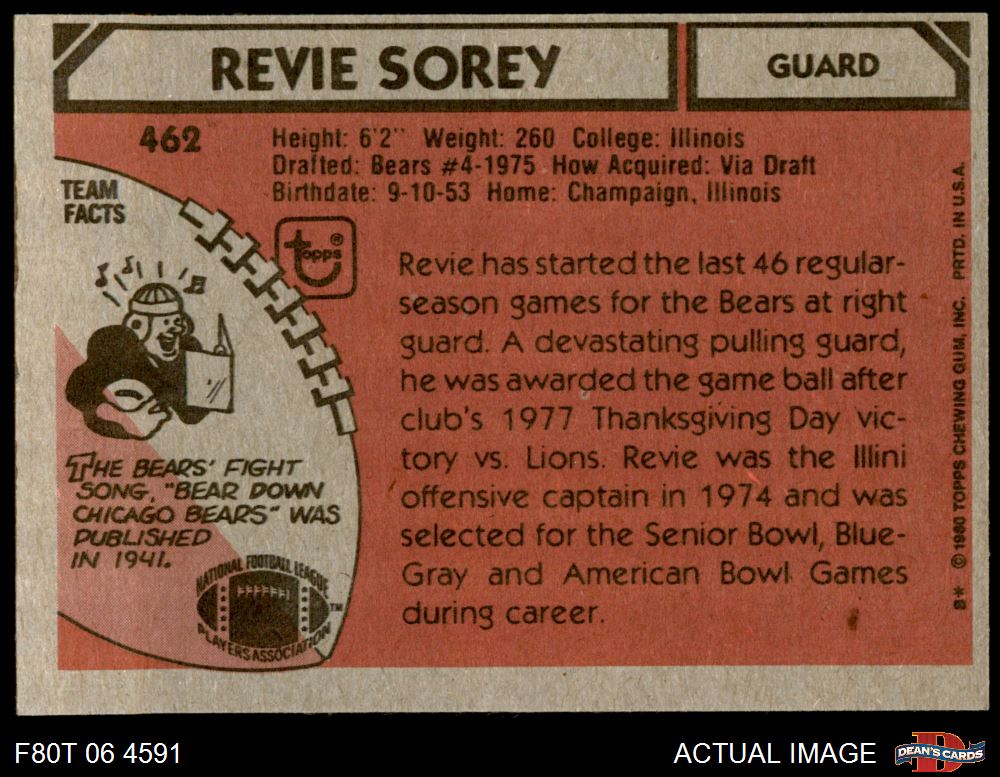 REVIE SOREY
GUARD
462
Height: 6'2" Weight: 260 College: Illinois
Drafted: Bears #4-1975 How Acquired: Via Draft
Birthdate: 9-10-53 Home: Champaign, Illinois
TEAM
FACTS
topps®
Revie has started the last 46 regular-
season games for the Bears at right
guard. A devastating pulling guard,
he was awarded the game ball after
club's 1977 Thanksgiving Day vic-
tory vs. Lions. Revie was the Illini
offensive captain in 1974 and was
selected for the Senior Bowl, Blue-
Gray and American Bowl Games
during career.
THE BEARS' FIGHT
SONG, "BEAR DOWN
CHICAGO BEARS" WAS
PUBLISHED
IN 1941.
NATIONAL FOOTBALL LEAGUE
PLAYERS ASSOCIATION
TM
B* © 1980 TOPPS CHEWING GUM, INC. PRTD. IN U.S.A.
F80T 06 4591
ACTUAL IMAGE
D
DEAN'S CARDS